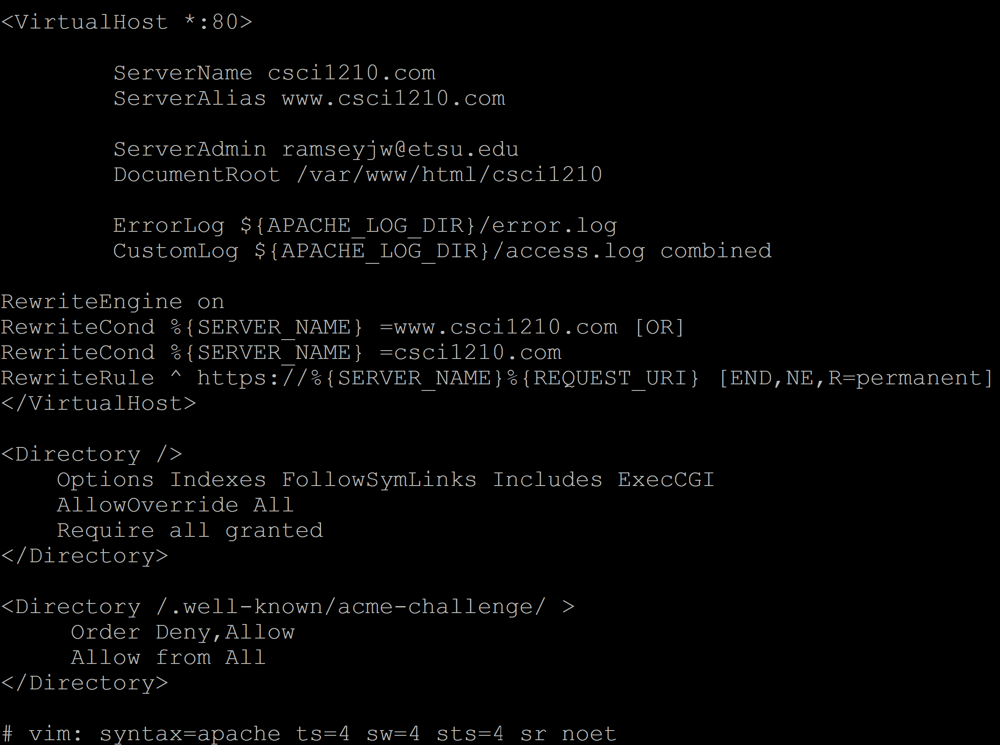 <VirtualHost *:80>
ServerName csci1210.com
ServerAlias www.csci1210.com
ServerAdmin ramseyjw@etsu.edu
DocumentRoot /var/www/html/csci1210
ErrorLog ${APACHE_LOG_DIR}/error.log
CustomLog ${APACHE_LOG_DIR}/access.log combined
RewriteEngine on
RewriteCond %{SERVER_NAME} =www.csci1210.com [OR]
RewriteCond %{SERVER_NAME} =csci1210.com
RewriteRule ^ https://%{SERVER_NAME}%{REQUEST_URI} [END,NE,R=permanent]
</VirtualHost>
<Directory />
Options Indexes FollowSymLinks Includes ExecCGI
AllowOverride All
Require all granted
</Directory>
<Directory /.well-known/acme-challenge/ >
Order Deny,Allow
Allow from All
</Directory>
# vim: syntax=apache ts=4 sw=4 sts=4 sr noet